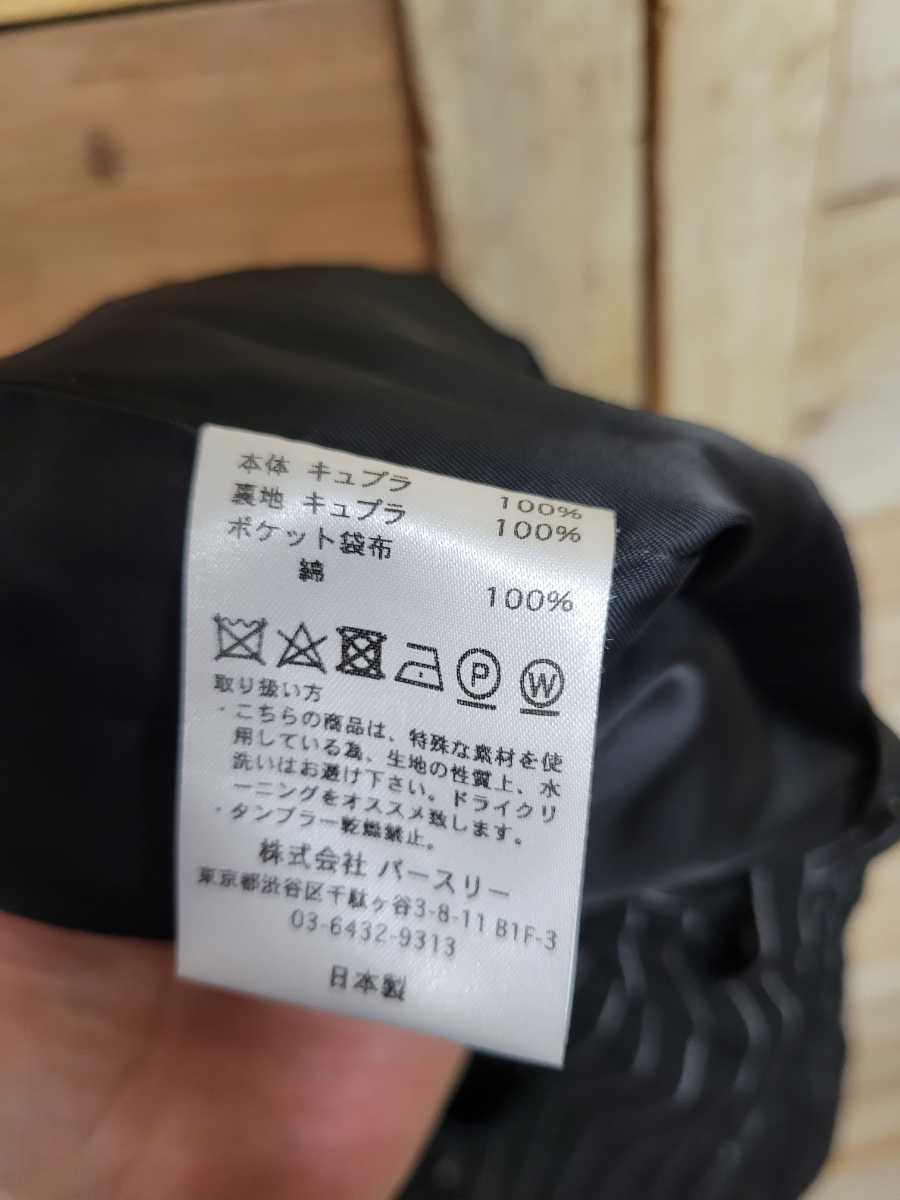 本体 キュプラ 100%
裏地 キュプラ 100%
ポケット袋布
綿 100%
P W
取り扱い方
・こちらの商品は、特殊な素材を使
用している為、生地の性質上、水
洗いはお避け下さい。ドライクリ
ーニングをオススメ致します。
・タンブラー乾燥禁止。
株式会社 バースリー
東京都渋谷区千駄ヶ谷3-8-11 B1F-3
03-6432-9313
日本製